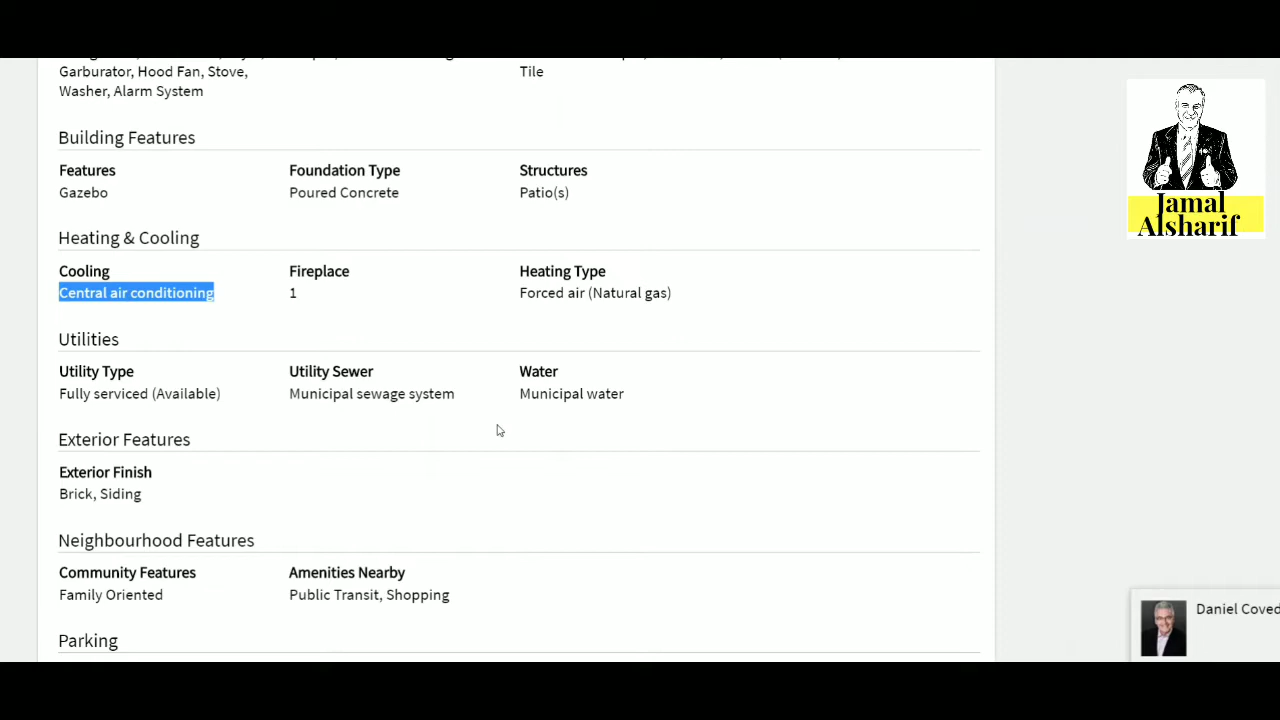 Garburator, Hood Fan, Stove,
Washer, Alarm System
Tile
Building Features
Features
Gazebo
Foundation Type
Poured Concrete
Structures
Patio(s)
Heating & Cooling
Cooling
Central air conditioning
Fireplace
1
Heating Type
Forced air (Natural gas)
Utilities
Utility Type
Fully serviced (Available)
Utility Sewer
Municipal sewage system
Water
Municipal water
Exterior Features
Exterior Finish
Brick, Siding
Neighbourhood Features
Community Features
Family Oriented
Amenities Nearby
Public Transit, Shopping
Parking
Jamal
Alsharif
Daniel Coved